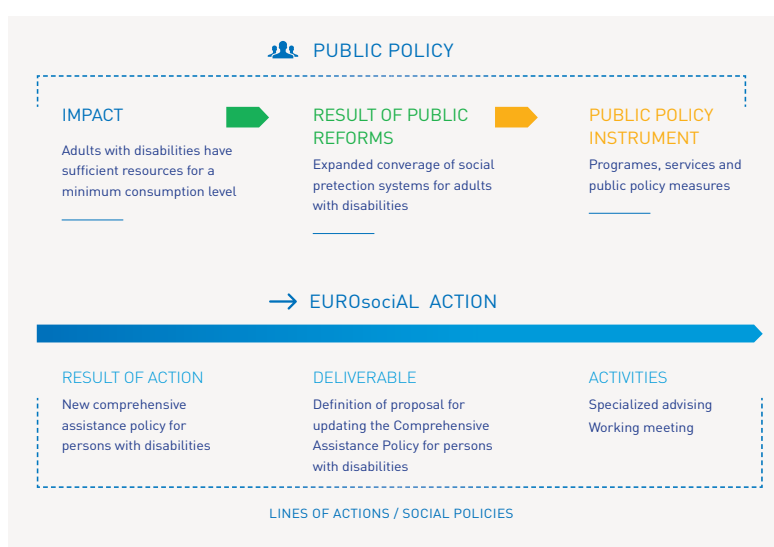 PUBLIC POLICY
IMPACT
Adults with disabilities have
sufficient resources for a
minimum consumption level
RESULT OF PUBLIC
REFORMS
Expanded converage of social
pretection systems for adults
with disabilities
PUBLIC POLICY
INSTRUMENT
Programes, services and
public policy measures
EUROsociAL ACTION
RESULT OF ACTION
New comprehensive
assistance policy for
persons with disabilities
DELIVERABLE
Definition of proposal for
updating the Comprehensive
Assistance Policy for persons
with disabilities
ACTIVITIES
Specialized advising
Working meeting
LINES OF ACTIONS / SOCIAL POLICIES